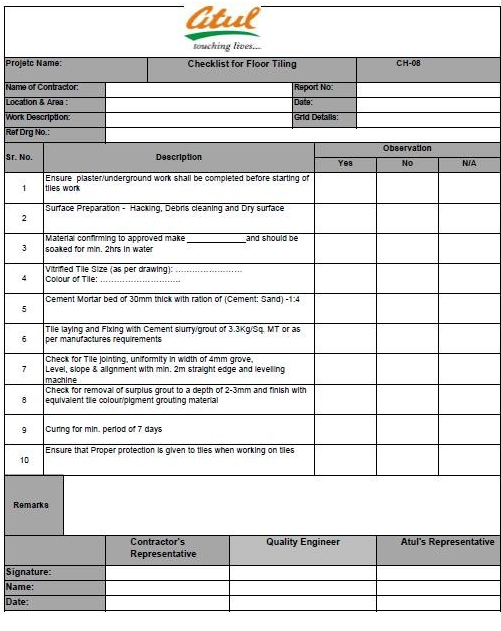 atul
touching lives...
Projetc Name: Checklist for Floor Tiling CH-08
Name of Contractor: Report No:
Location & Area : Date:
Work Description: Grid Details:
Ref Drg No.:
Sr. No. Description Observation
Yes No N/A
1 Ensure plaster/underground work shall be completed before starting of
tiles work
2 Surface Preparation - Hacking, Debris cleaning and Dry surface
3 Material confirming to approved make ______________and should be
soaked for min. 2hrs in water
4 Vitrified Tile Size (as per drawing): ........................
Colour of Tile: .............................
5 Cement Mortar bed of 30mm thick with ration of (Cement: Sand) -1:4
6 Tile laying and Fixing with Cement slurry/grout of 3.3Kg/Sq. MT or as
per manufactures requirements
7 Check for Tile jointing, uniformity in width of 4mm grove,
Level, slope & alignment with min. 2m straight edge and levelling
machine
8 Check for removal of surplus grout to a depth of 2-3mm and finish with
equivalent tile colour/pigment grouting material
9 Curing for min. period of 7 days
10 Ensure that Proper protection is given to tiles when working on tiles
Remarks
Contractor's Quality Engineer Atul's Representative
Representative
Signature:
Name:
Date: